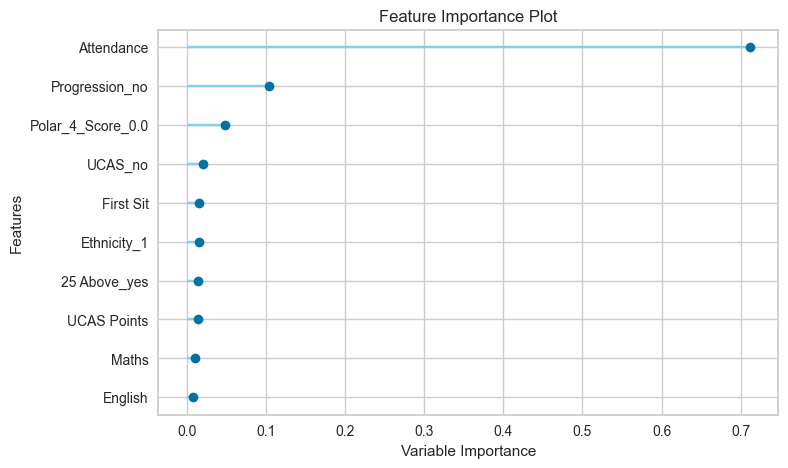 Feature Importance Plot
Attendance
Progression_no
Polar_4_Score_0.0
UCAS_no
First Sit
Ethnicity_1
25 Above_yes
UCAS Points
Maths
English
Features
0.0 0.1 0.2 0.3 0.4 0.5 0.6 0.7
Variable Importance